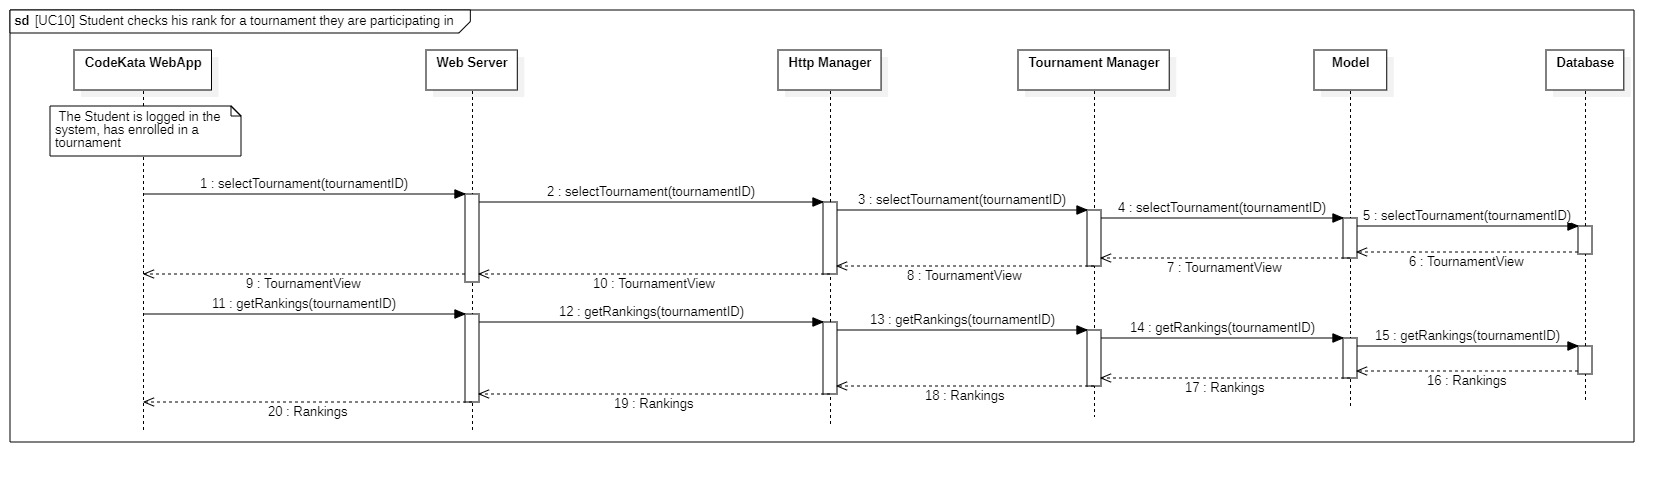 sd [UC10] Student checks his rank for a tournament they are participating in
CodeKata WebApp
Web Server
Http Manager
Tournament Manager
Model
Database
The Student is logged in the
system, has enrolled in a
tournament
1 : selectTournament(tournamentID)
2 : selectTournament(tournamentID)
3 : selectTournament(tournamentID)
4 : selectTournament(tournamentID)
5 : selectTournament(tournamentID)
6 : TournamentView
7 : TournamentView
8 : TournamentView
9 : TournamentView
10 : TournamentView
11 : getRankings(tournamentID)
12 : getRankings(tournamentID)
13 : getRankings(tournamentID)
14 : getRankings(tournamentID)
15 : getRankings(tournamentID)
16 : Rankings
17 : Rankings
18 : Rankings
19 : Rankings
20 : Rankings